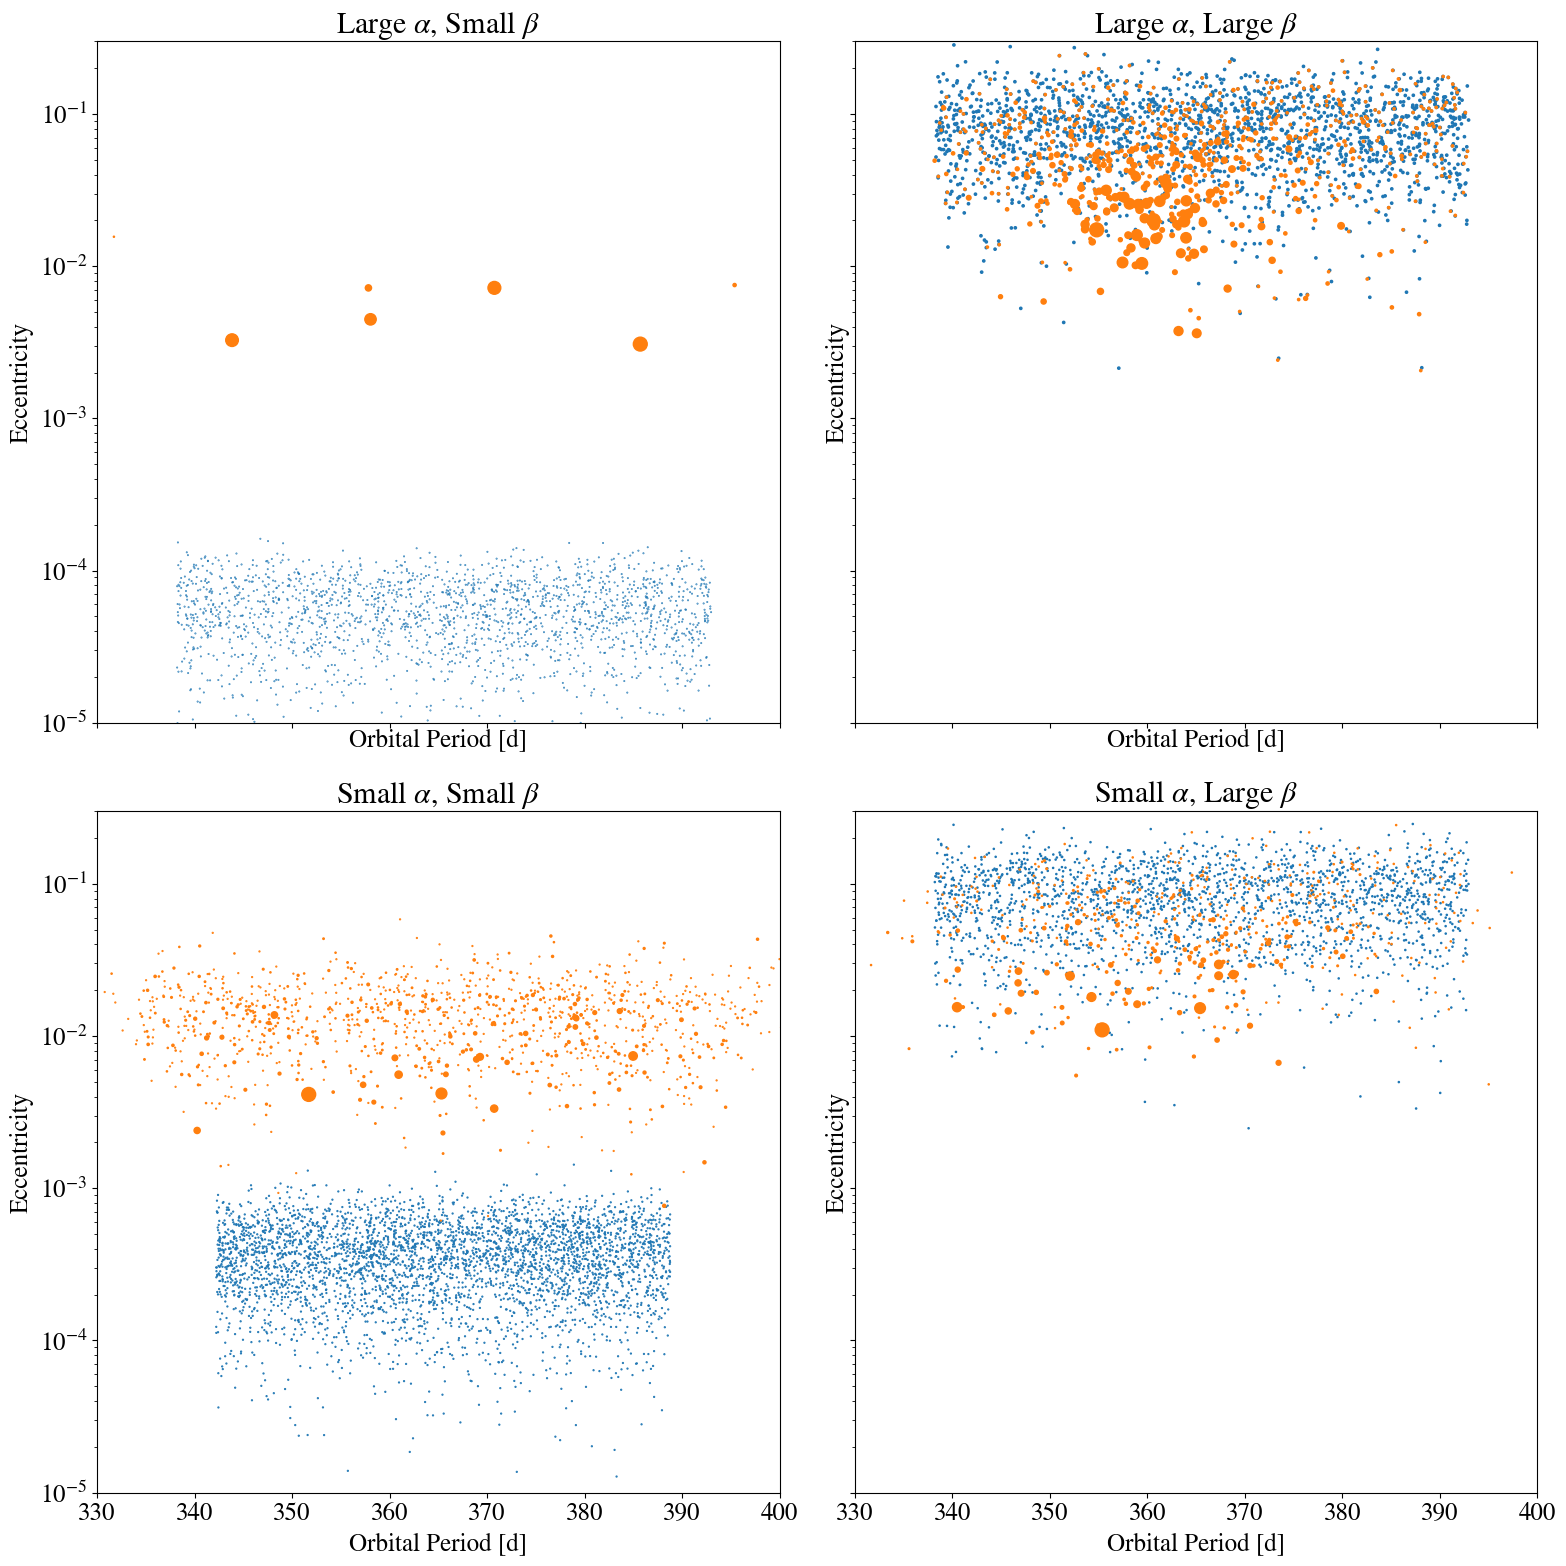 Large α, Small β
Large α, Large β
Eccentricity
10⁻¹
10⁻²
10⁻³
10⁻⁴
10⁻⁵
Orbital Period [d]
Eccentricity
Orbital Period [d]
Small α, Small β
Small α, Large β
Eccentricity
10⁻¹
10⁻²
10⁻³
10⁻⁴
10⁻⁵
330 340 350 360 370 380 390 400
Orbital Period [d]
Eccentricity
330 340 350 360 370 380 390 400
Orbital Period [d]